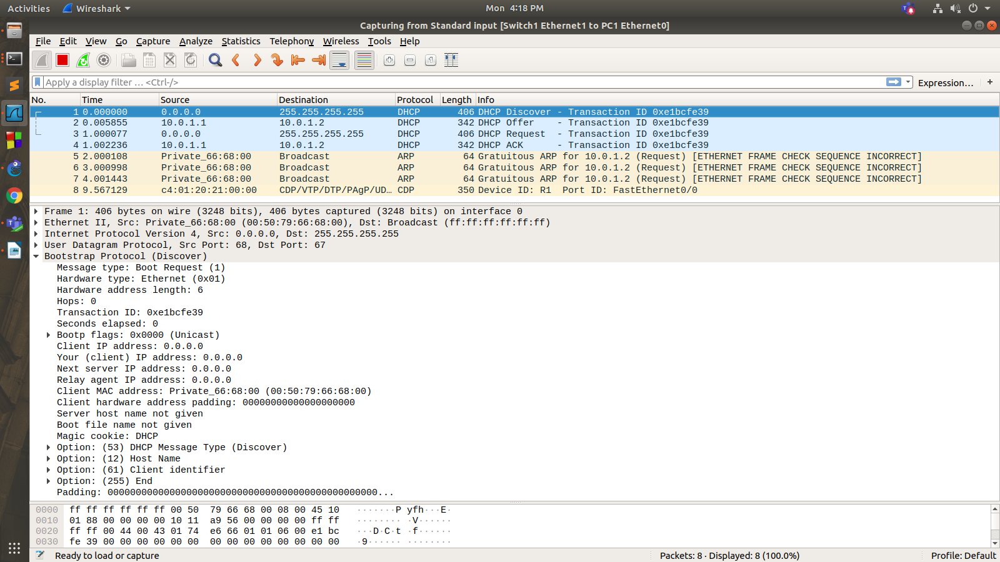 Activities Wireshark Mon 4:18 PM
Capturing from Standard input [Switch1 Ethernet1 to PC1 Ethernet0]
File Edit View Go Capture Analyze Statistics Telephony Wireless Tools Help
Apply a display filter … <Ctrl-/> Expression… +
No. Time Source Destination Protocol Length Info
1 0.000000 0.0.0.0 255.255.255.255 DHCP 406 DHCP Discover - Transaction ID 0xe1bcfe39
2 0.005855 10.0.1.1 10.0.1.2 DHCP 342 DHCP Offer - Transaction ID 0xe1bcfe39
3 1.000077 0.0.0.0 255.255.255.255 DHCP 406 DHCP Request - Transaction ID 0xe1bcfe39
4 1.002236 10.0.1.1 10.0.1.2 DHCP 342 DHCP ACK - Transaction ID 0xe1bcfe39
5 2.000108 Private_66:68:00 Broadcast ARP 64 Gratuitous ARP for 10.0.1.2 (Request) [ETHERNET FRAME CHECK SEQUENCE INCORRECT]
6 3.000998 Private_66:68:00 Broadcast ARP 64 Gratuitous ARP for 10.0.1.2 (Request) [ETHERNET FRAME CHECK SEQUENCE INCORRECT]
7 4.001443 Private_66:68:00 Broadcast ARP 64 Gratuitous ARP for 10.0.1.2 (Request) [ETHERNET FRAME CHECK SEQUENCE INCORRECT]
8 9.567129 c4:01:20:21:00:00 CDP/VTP/DTP/PAgP/UD… CDP 350 Device ID: R1 Port ID: FastEthernet0/0
Frame 1: 406 bytes on wire (3248 bits), 406 bytes captured (3248 bits) on interface 0
Ethernet II, Src: Private_66:68:00 (00:50:79:66:68:00), Dst: Broadcast (ff:ff:ff:ff:ff:ff)
Internet Protocol Version 4, Src: 0.0.0.0, Dst: 255.255.255.255
User Datagram Protocol, Src Port: 68, Dst Port: 67
Bootstrap Protocol (Discover)
Message type: Boot Request (1)
Hardware type: Ethernet (0x01)
Hardware address length: 6
Hops: 0
Transaction ID: 0xe1bcfe39
Seconds elapsed: 0
Bootp flags: 0x0000 (Unicast)
Client IP address: 0.0.0.0
Your (client) IP address: 0.0.0.0
Next server IP address: 0.0.0.0
Relay agent IP address: 0.0.0.0
Client MAC address: Private_66:68:00 (00:50:79:66:68:00)
Client hardware address padding: 00000000000000000000
Server host name not given
Boot file name not given
Magic cookie: DHCP
Option: (53) DHCP Message Type (Discover)
Option: (12) Host Name
Option: (61) Client identifier
Option: (255) End
Padding: 000000000000000000000000000000000000000000000000...
0000 ff ff ff ff ff ff 00 50 79 66 68 00 08 00 45 10 ·······P yfh···E·
0010 01 88 00 00 00 00 10 11 a9 56 00 00 00 00 ff ff ········ ·V······
0020 ff ff 00 44 00 43 01 74 e6 66 01 01 06 00 e1 bc ···D·C·t ·f······
0030 fe 39 00 00 00 00 00 00 00 00 00 00 00 00 00 00 ·9······ ········
Ready to load or capture Packets: 8 · Displayed: 8 (100.0%) Profile: Default